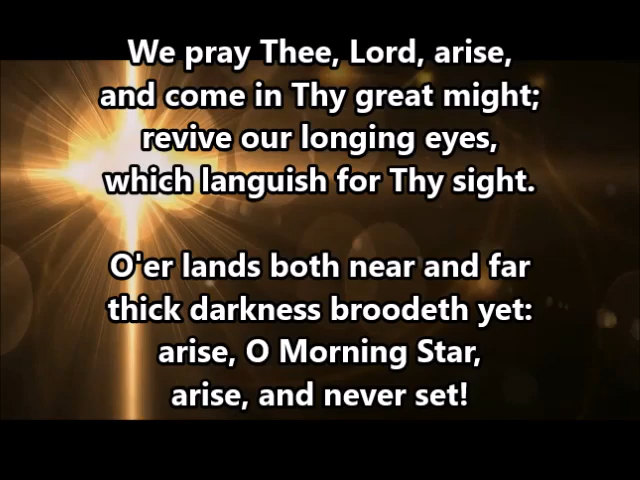 We pray Thee, Lord, arise,
and come in Thy great might;
revive our longing eyes,
which languish for Thy sight.
O'er lands both near and far
thick darkness broodeth yet:
arise, O Morning Star,
arise, and never set!